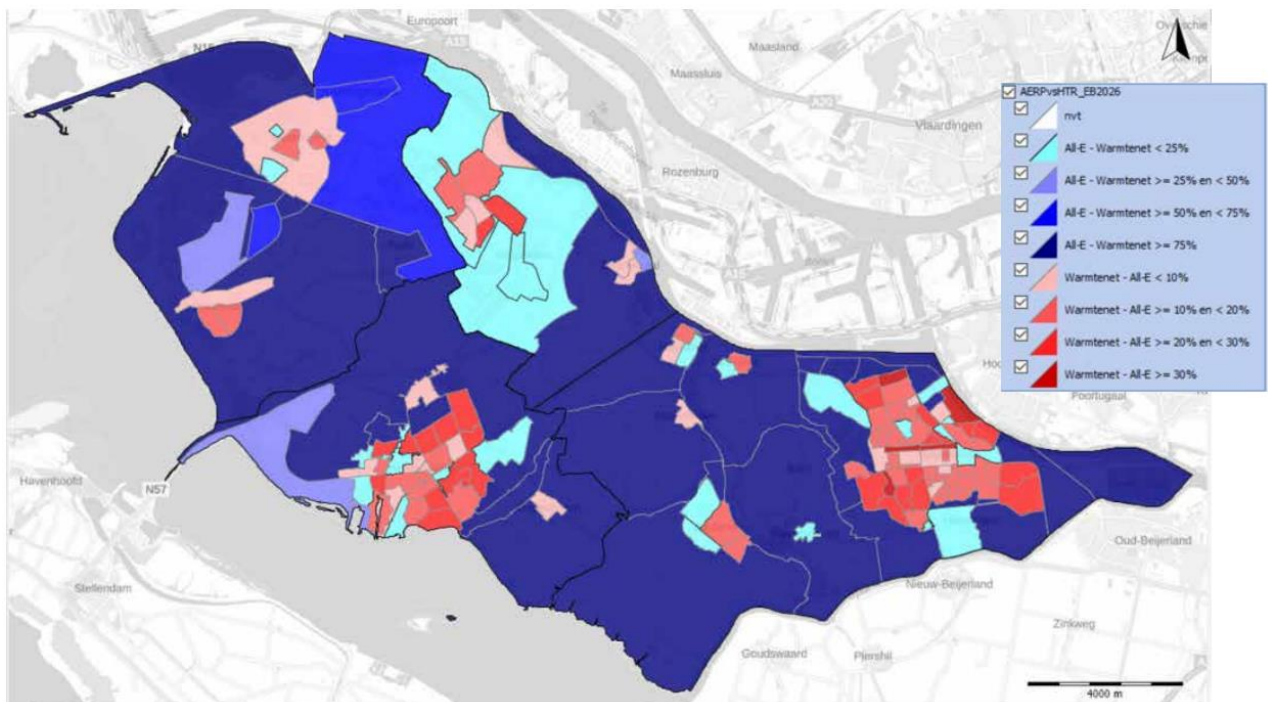 Europoort
A15
N15
Maasland
Maassluis
A20
Vlaardingen
Rozenburg
A15
Poortugaal
Havenhoofd
N57
Stellendam
Oud-Beijerland
Nieuw-Beijerland
Zinkweg
Goudswaard
Piershil
4000 m
AERPvsHTR_EB2026
nvt
All-E - Warmtenet < 25%
All-E - Warmtenet >= 25% en < 50%
All-E - Warmtenet >= 50% en < 75%
All-E - Warmtenet >= 75%
Warmtenet - All-E < 10%
Warmtenet - All-E >= 10% en < 20%
Warmtenet - All-E >= 20% en < 30%
Warmtenet - All-E >= 30%